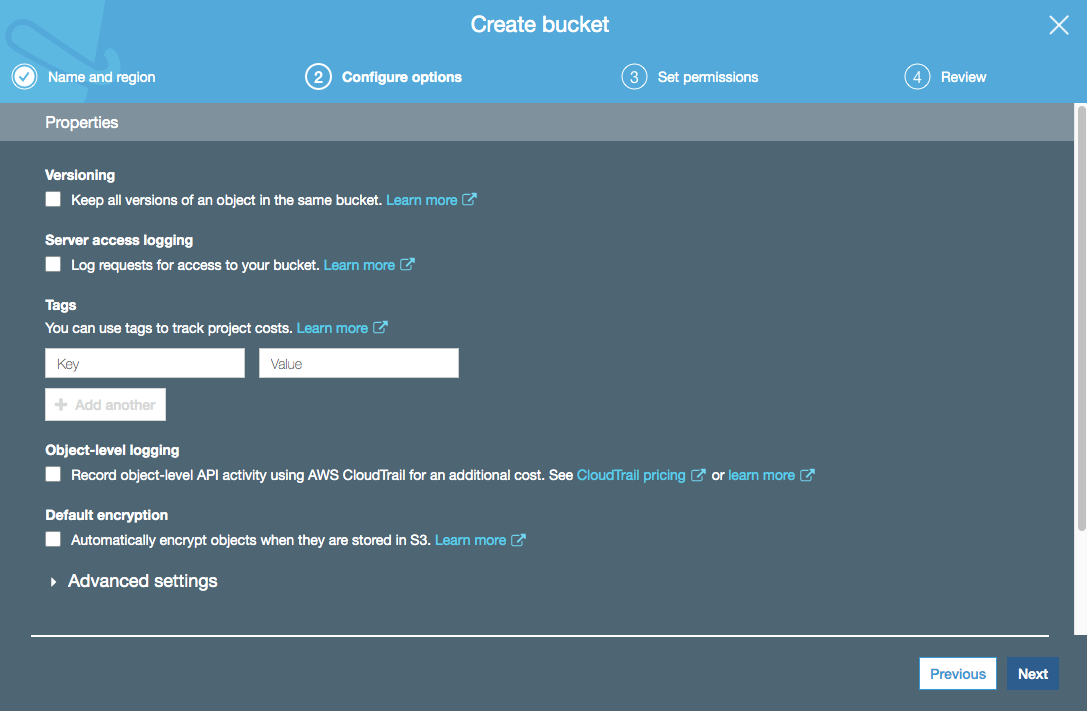 Create bucket
Name and region
2 Configure options
3 Set permissions
4 Review
Properties
Versioning
Keep all versions of an object in the same bucket. Learn more
Server access logging
Log requests for access to your bucket. Learn more
Tags
You can use tags to track project costs. Learn more
Key Value
+ Add another
Object-level logging
Record object-level API activity using AWS CloudTrail for an additional cost. See CloudTrail pricing or learn more
Default encryption
Automatically encrypt objects when they are stored in S3. Learn more
Advanced settings
Previous Next